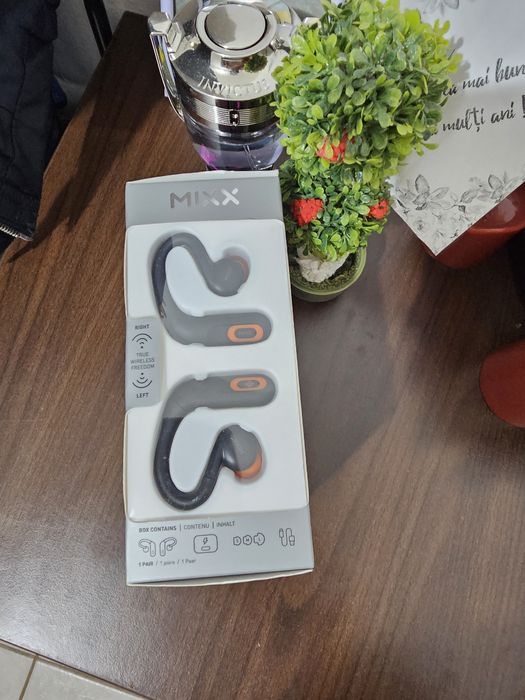 INVICTUS
mai bun
mulți ani !
MIXX
RIGHT
TRUE
WIRELESS
FREEDOM
LEFT
BOX CONTAINS | CONTENU | INHALT
S M L
1 PAIR / 1 paire / 1 Paar